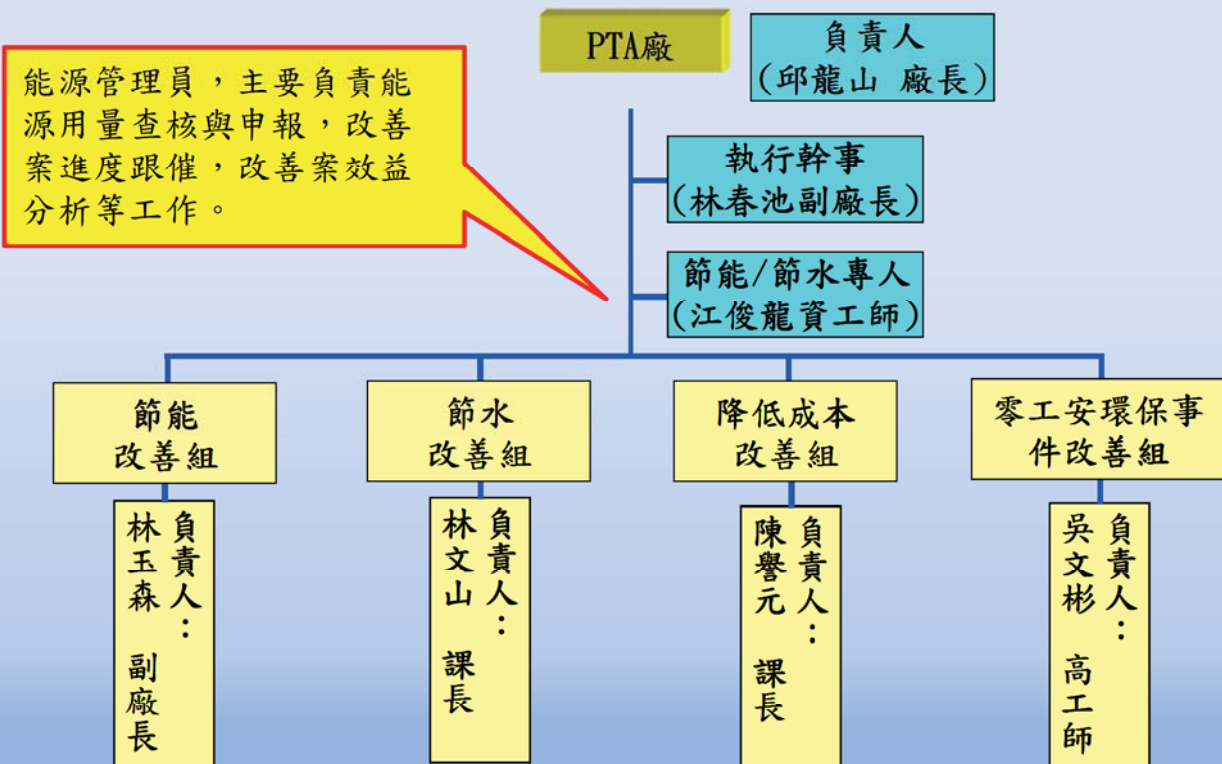 PTA廠
負責人
(邱龍山 廠長)
能源管理員，主要負責能
源用量查核與申報，改善
案進度跟催，改善案效益
分析等工作。
執行幹事
(林春池副廠長)
節能/節水專人
(江俊龍資工師)
節能
改善組
節水
改善組
降低成本
改善組
零工安環保事
件改善組
負責人：
林玉森 副廠長
負責人：
林文山 課長
負責人：
陳譽元 課長
負責人：
吳文彬 高工師